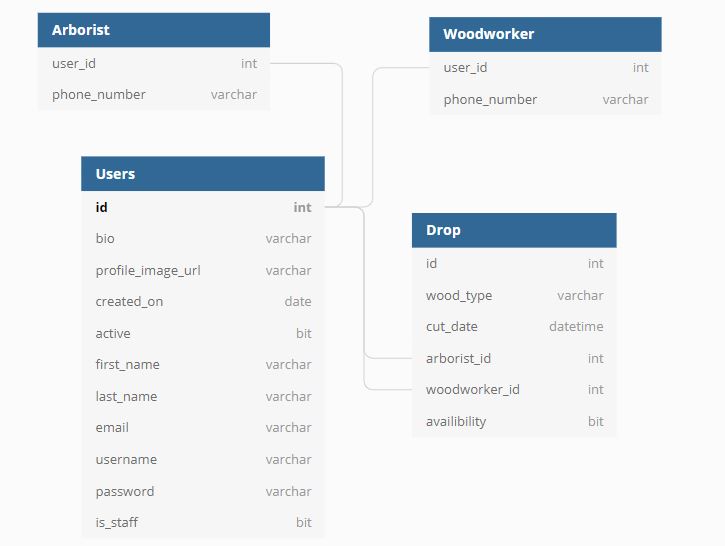 Arborist
user_id int
phone_number varchar
Woodworker
user_id int
phone_number varchar
Users
id int
bio varchar
profile_image_url varchar
created_on date
active bit
first_name varchar
last_name varchar
email varchar
username varchar
password varchar
is_staff bit
Drop
id int
wood_type varchar
cut_date datetime
arborist_id int
woodworker_id int
availibility bit